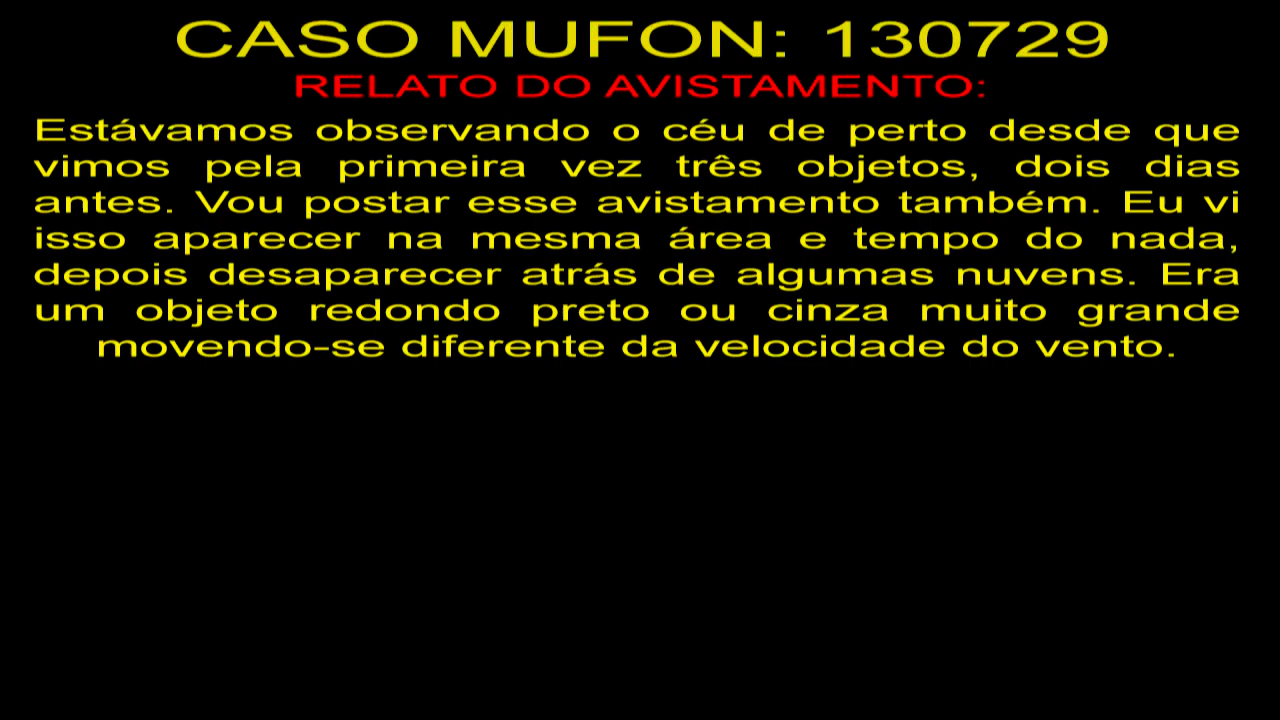 CASO MUFON: 130729
RELATO DO AVISTAMENTO:
Estávamos observando o céu de perto desde que
vimos pela primeira vez três objetos, dois dias
antes. Vou postar esse avistamento também. Eu vi
isso aparecer na mesma área e tempo do nada,
depois desaparecer atrás de algumas nuvens. Era
um objeto redondo preto ou cinza muito grande
movendo-se diferente da velocidade do vento.